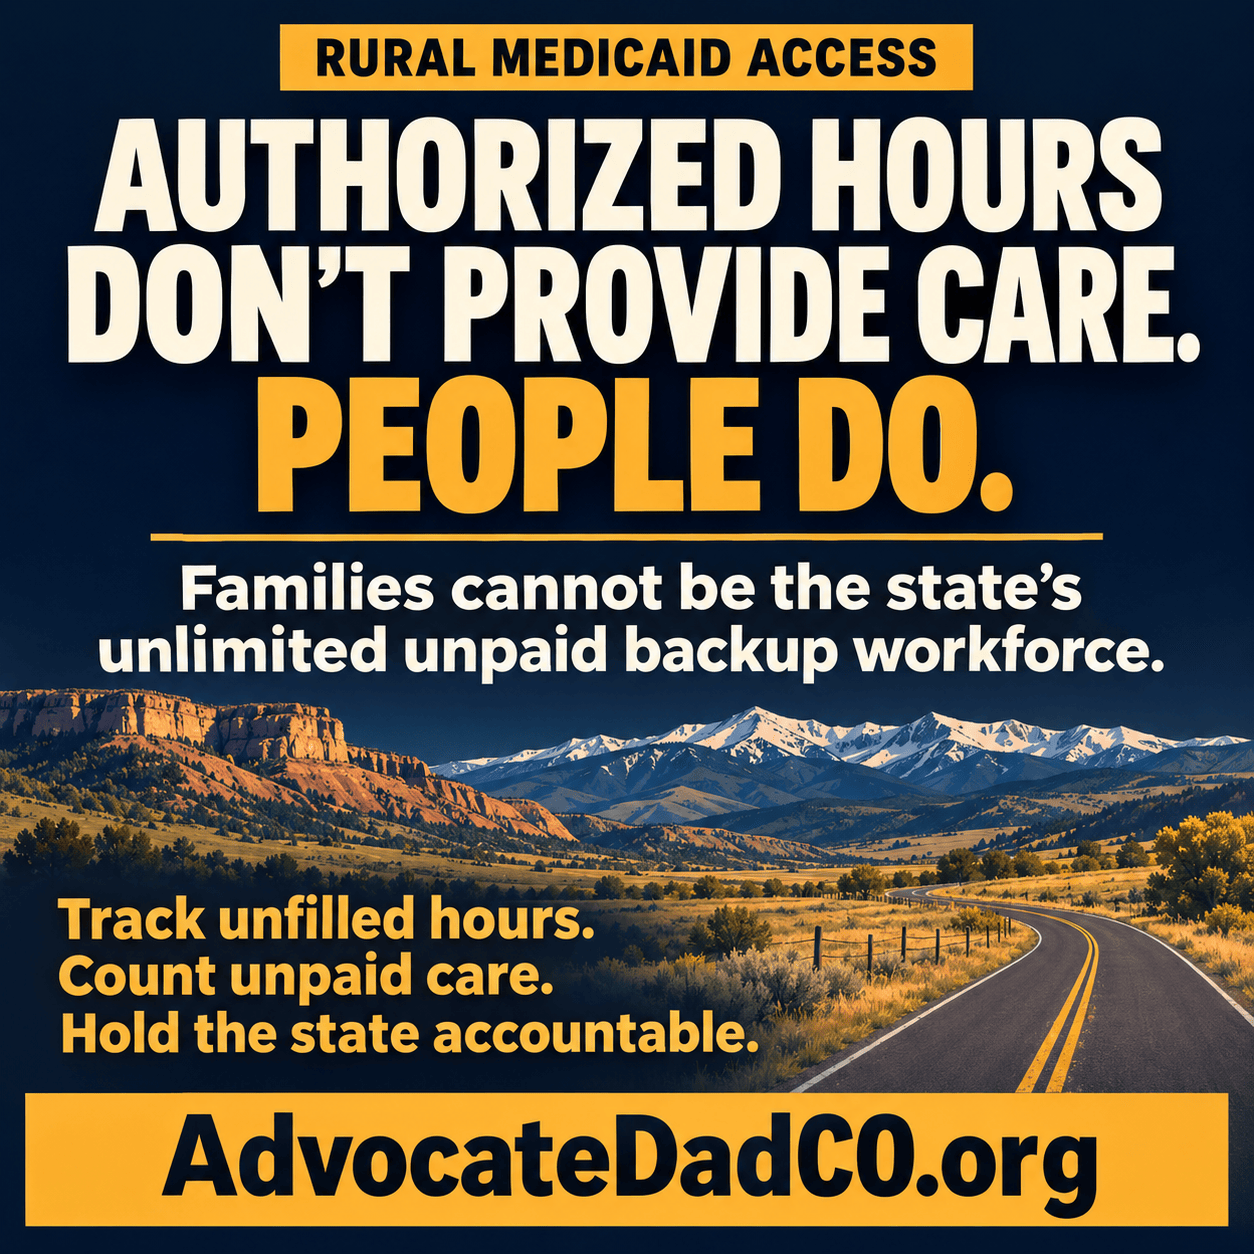 RURAL MEDICAID ACCESS
AUTHORIZED HOURS
DON'T PROVIDE CARE.
PEOPLE DO.
Families cannot be the state's
unlimited unpaid backup workforce.
Track unfilled hours.
Count unpaid care.
Hold the state accountable.
AdvocateDadCO.org